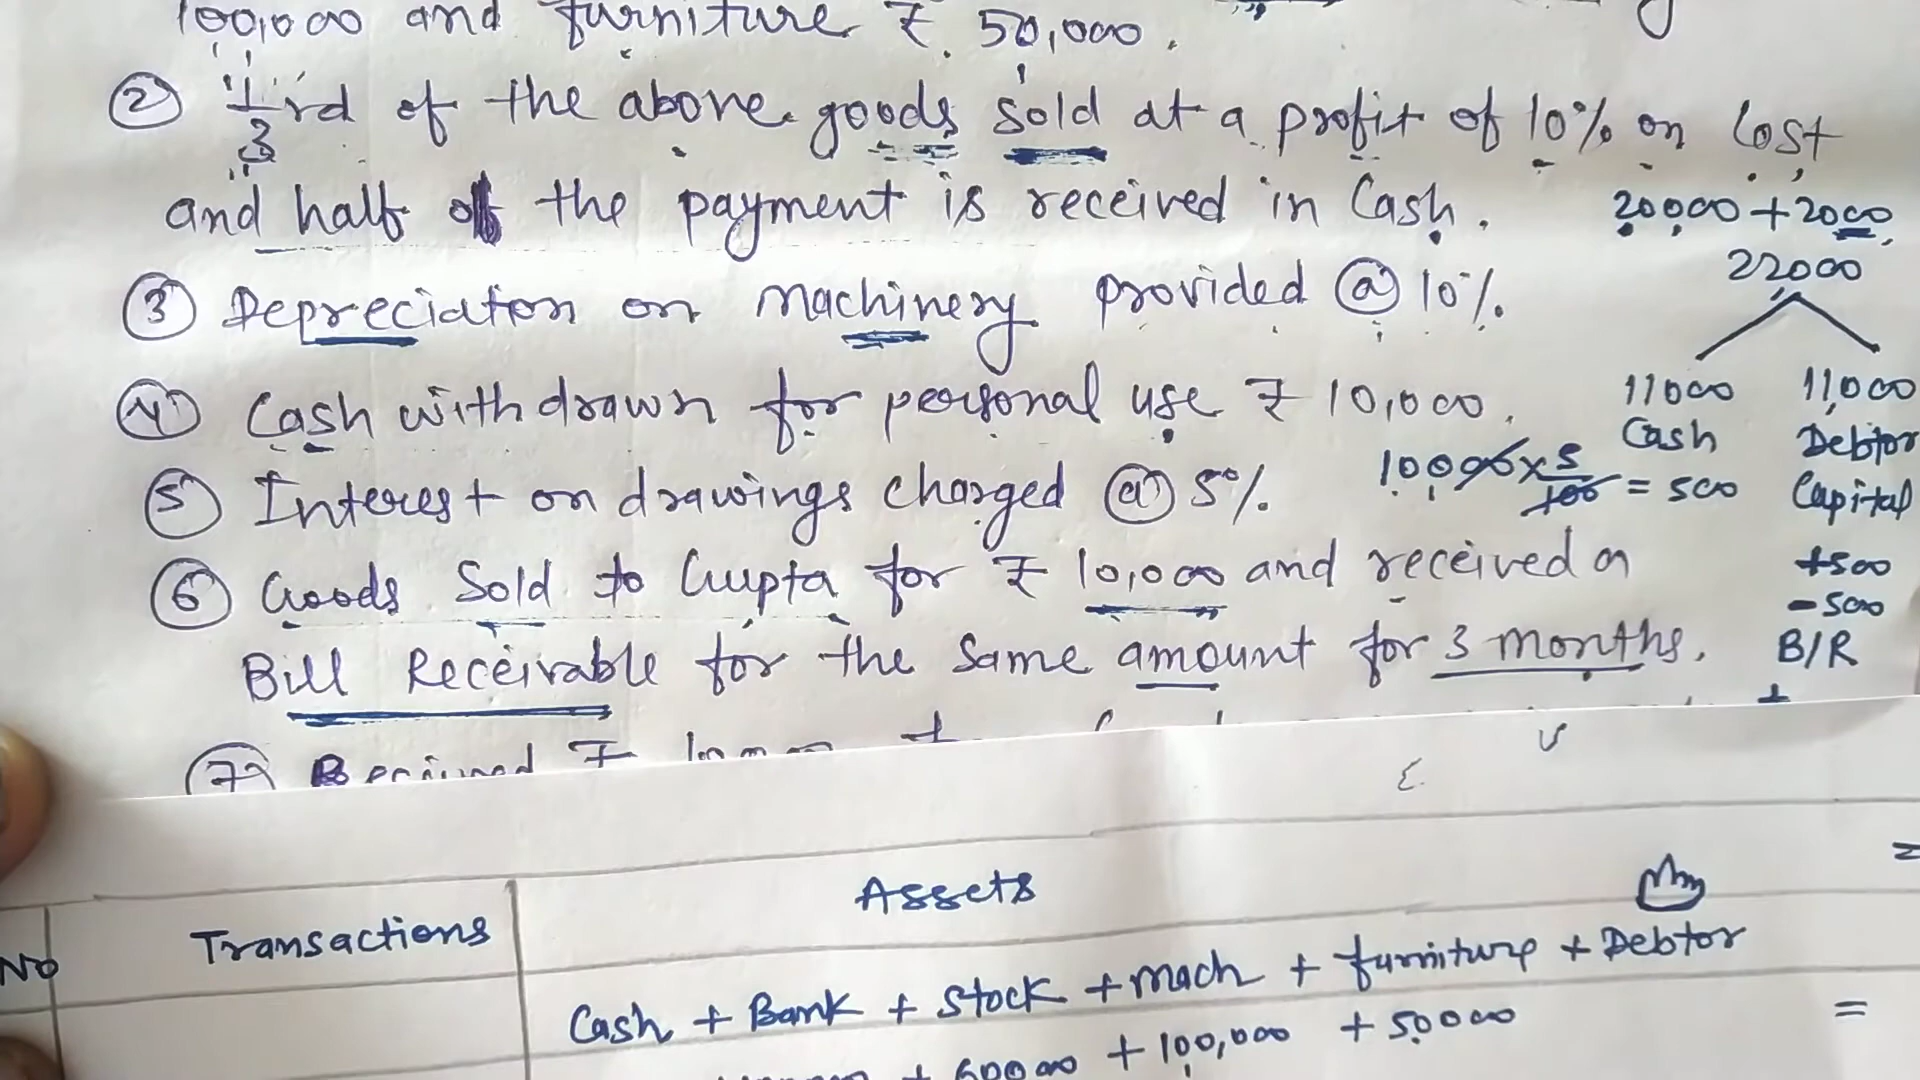 100,000 and furniture ₹. 50,000.
② 1/3 rd of the above goods sold at a profit of 10% on Cost
and half of the payment is received in Cash.
20,000 + 2000
22000
③ Depreciation on Machinery provided @ 10%.
④ Cash withdrawn for personal use ₹ 10,000.
11000 11,000
Cash Debtor
⑤ Interest on drawings charged @ 5%.
10000 x 5/100 = 500
Capital
+500
-500
⑥ Goods Sold to Gupta for ₹ 10,000 and received a
Bill Receivable for the same amount for 3 months.
B/R
+
⑦ Received ₹
Assets =
No Transactions
Cash + Bank + Stock + Mach + furniture + Debtor
+ 60000 + 100,000 + 50000 =